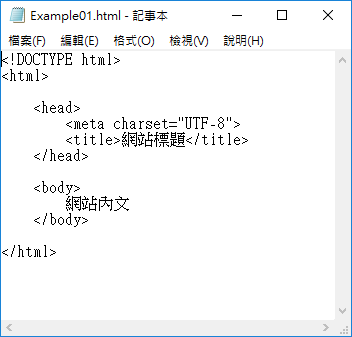 Example01.html - 記事本
檔案(F) 編輯(E) 格式(O) 檢視(V) 說明(H)
<!DOCTYPE html>
<html>
<head>
<meta charset="UTF-8">
<title>網站標題</title>
</head>
<body>
網站內文
</body>
</html>